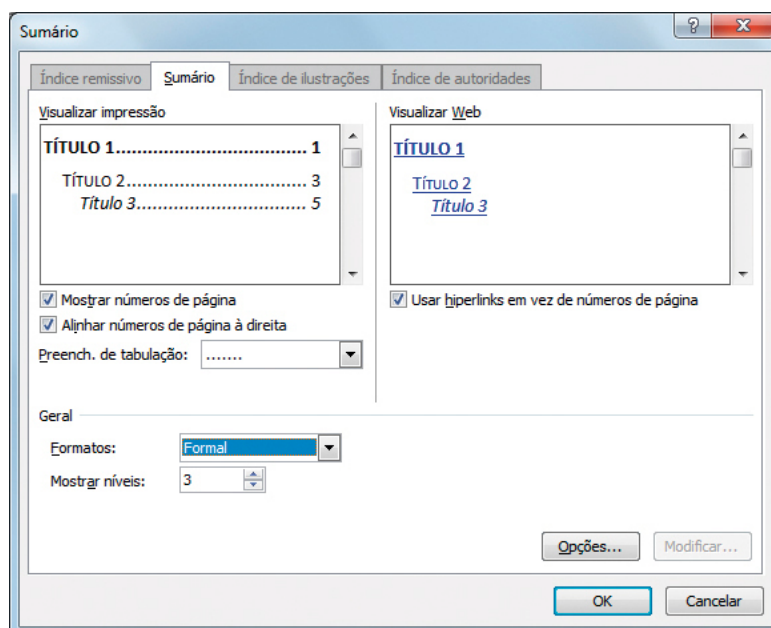 Sumário
Índice remissivo Sumário Índice de ilustrações Índice de autoridades
Visualizar impressão
TÍTULO 1.......................................... 1
TÍTULO 2...................................... 3
Título 3..................................... 5
Mostrar números de página
Alinhar números de página à direita
Preench. de tabulação: .......
Visualizar Web
TÍTULO 1
TÍTULO 2
Título 3
Usar hiperlinks em vez de números de página
Geral
Formatos: Formal
Mostrar níveis: 3
Opções... Modificar...
OK Cancelar